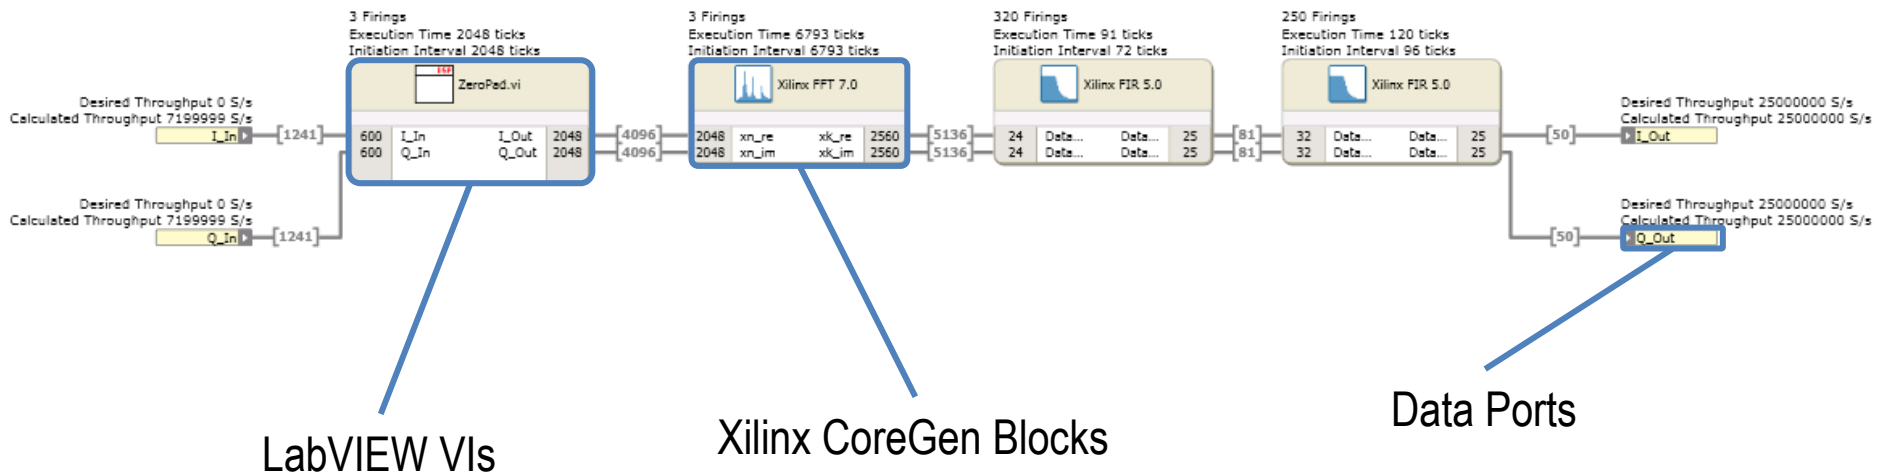 3 Firings
Execution Time 2048 ticks
Initiation Interval 2048 ticks
3 Firings
Execution Time 6793 ticks
Initiation Interval 6793 ticks
320 Firings
Execution Time 91 ticks
Initiation Interval 72 ticks
250 Firings
Execution Time 120 ticks
Initiation Interval 96 ticks
Desired Throughput 0 S/s
Calculated Throughput 7199999 S/s
I_In
[1241]
Desired Throughput 0 S/s
Calculated Throughput 7199999 S/s
Q_In
[1241]
ZeroPad.vi
600 I_In I_Out 2048
600 Q_In Q_Out 2048
[4096]
[4096]
Xilinx FFT 7.0
2048 xn_re xk_re 2560
2048 xn_im xk_im 2560
[5136]
[5136]
Xilinx FIR 5.0
24 Data... Data... 25
24 Data... Data... 25
[81]
[81]
Xilinx FIR 5.0
32 Data... Data... 25
32 Data... Data... 25
[50]
Desired Throughput 25000000 S/s
Calculated Throughput 25000000 S/s
I_Out
[50]
Desired Throughput 25000000 S/s
Calculated Throughput 25000000 S/s
Q_Out
LabVIEW VIs
Xilinx CoreGen Blocks
Data Ports